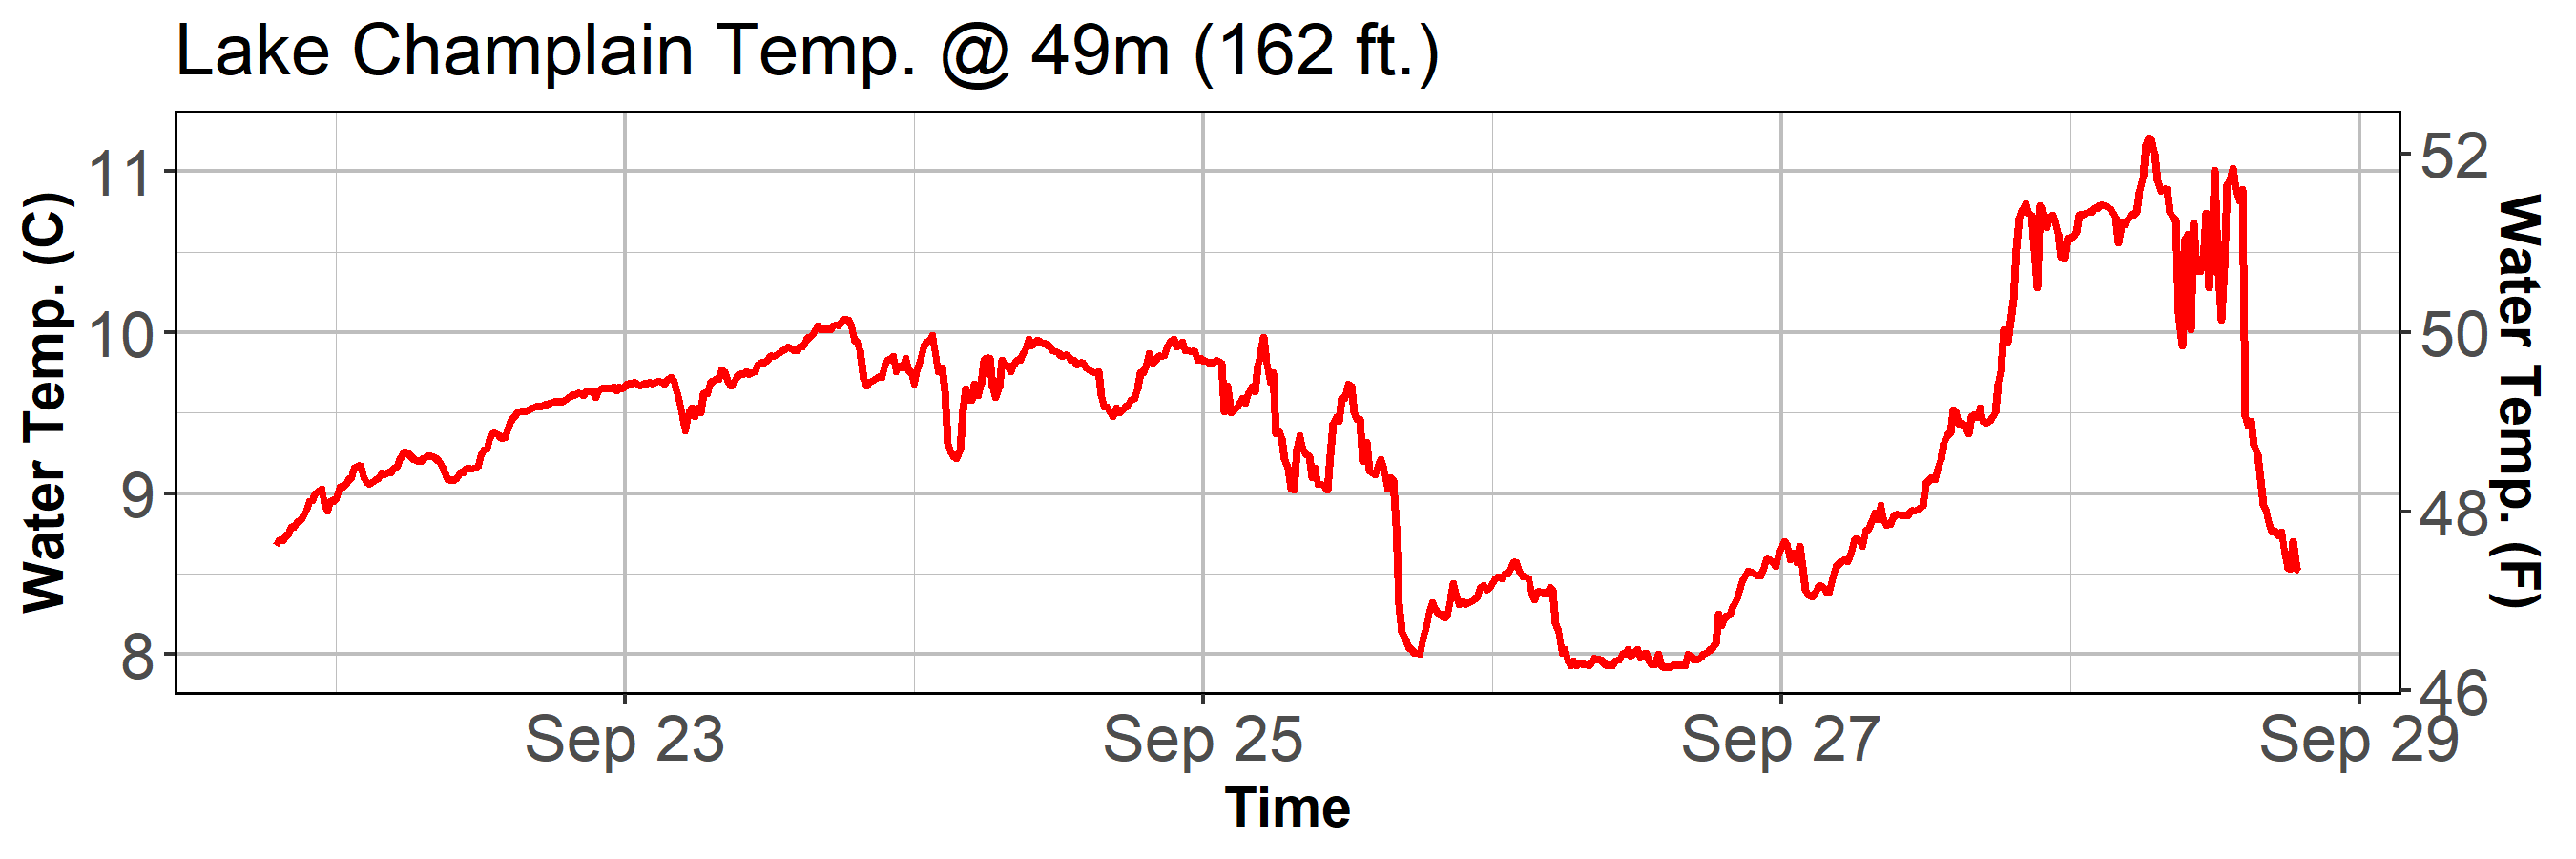 Lake Champlain Temp. @ 49m (162 ft.)
Water Temp. (C)
11
10
9
8
52
50
48
46
Water Temp. (F)
Sep 23
Sep 25
Sep 27
Sep 29
Time